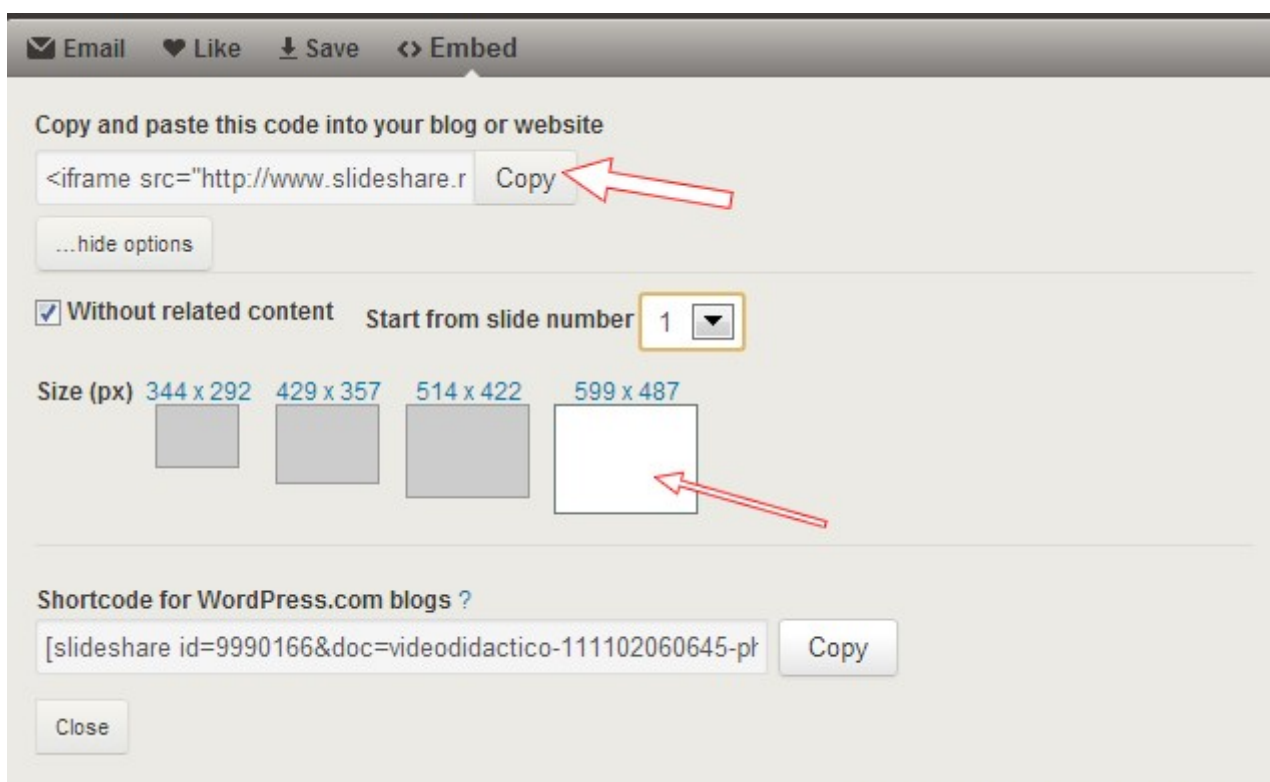 Email Like Save <> Embed
Copy and paste this code into your blog or website
<iframe src="http://www.slideshare.r Copy
...hide options
Without related content Start from slide number 1
Size (px) 344 x 292 429 x 357 514 x 422 599 x 487
Shortcode for WordPress.com blogs ?
[slideshare id=9990166&doc=videodidactico-111102060645-ph Copy
Close